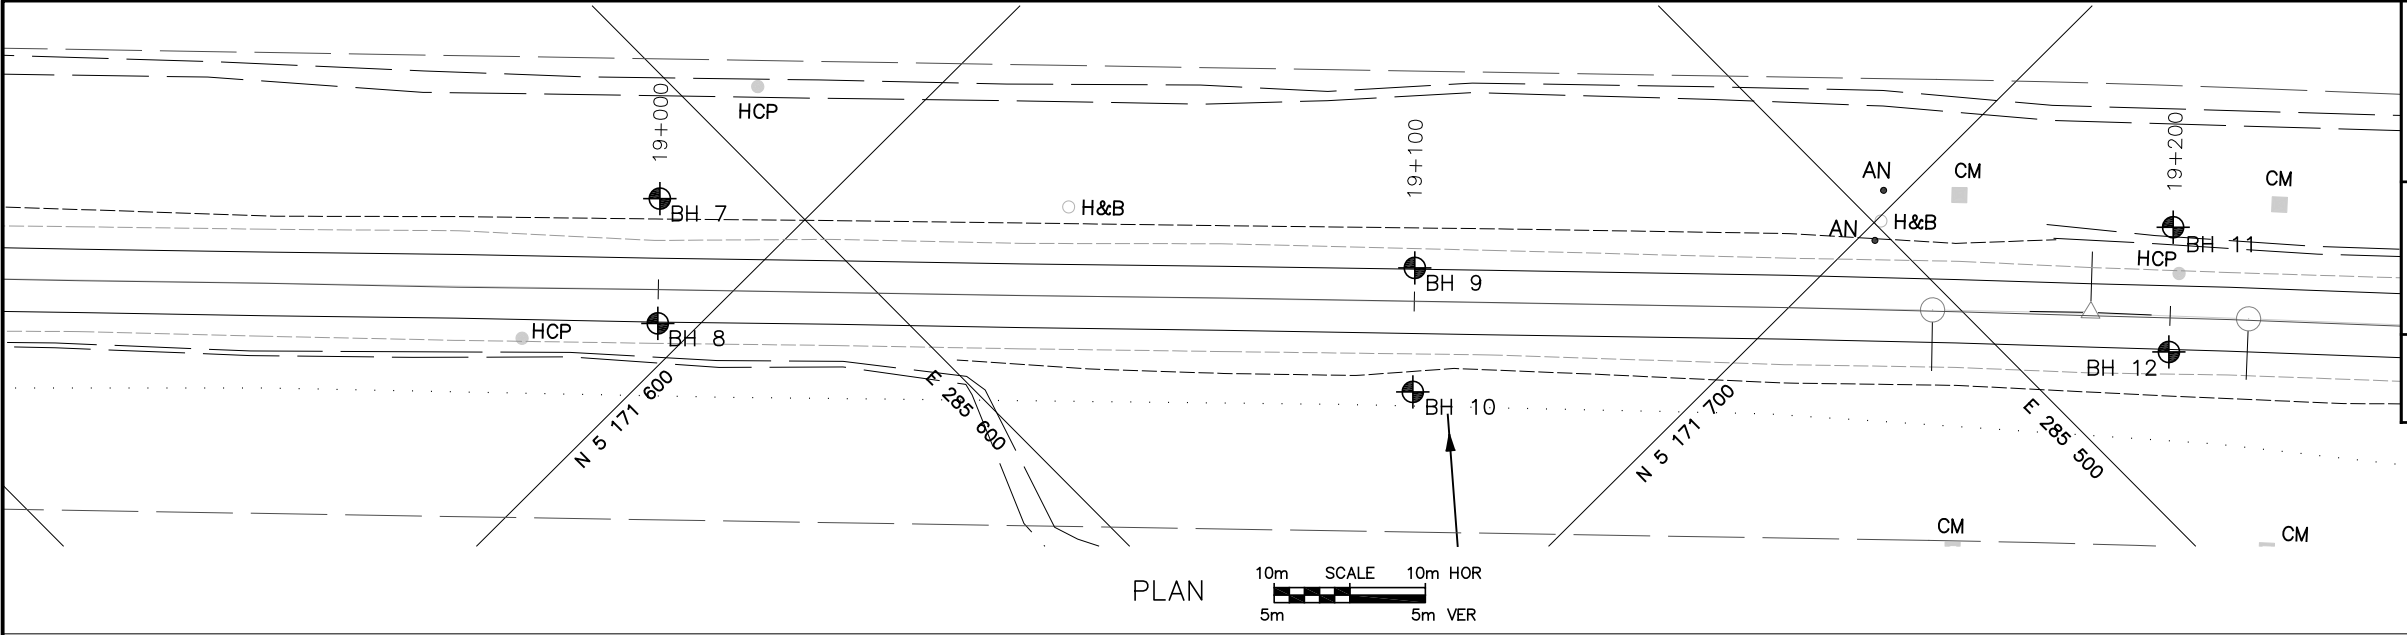 HCP
19+000
19+100
19+200
AN
CM
CM
BH 7
H&B
AN
H&B
BH 11
HCP
BH 9
HCP
BH 8
BH 12
BH 10
N 5 171 600
E 285 600
N 5 171 700
E 285 500
CM
CM
PLAN
10m SCALE 10m HOR
5m 5m VER